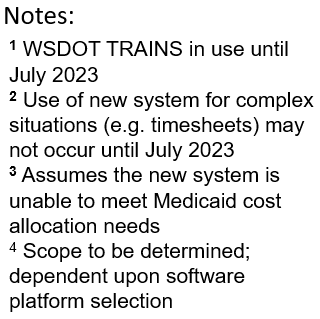 Notes:
¹ WSDOT TRAINS in use until
July 2023
² Use of new system for complex
situations (e.g. timesheets) may
not occur until July 2023
³ Assumes the new system is
unable to meet Medicaid cost
allocation needs
⁴ Scope to be determined;
dependent upon software
platform selection